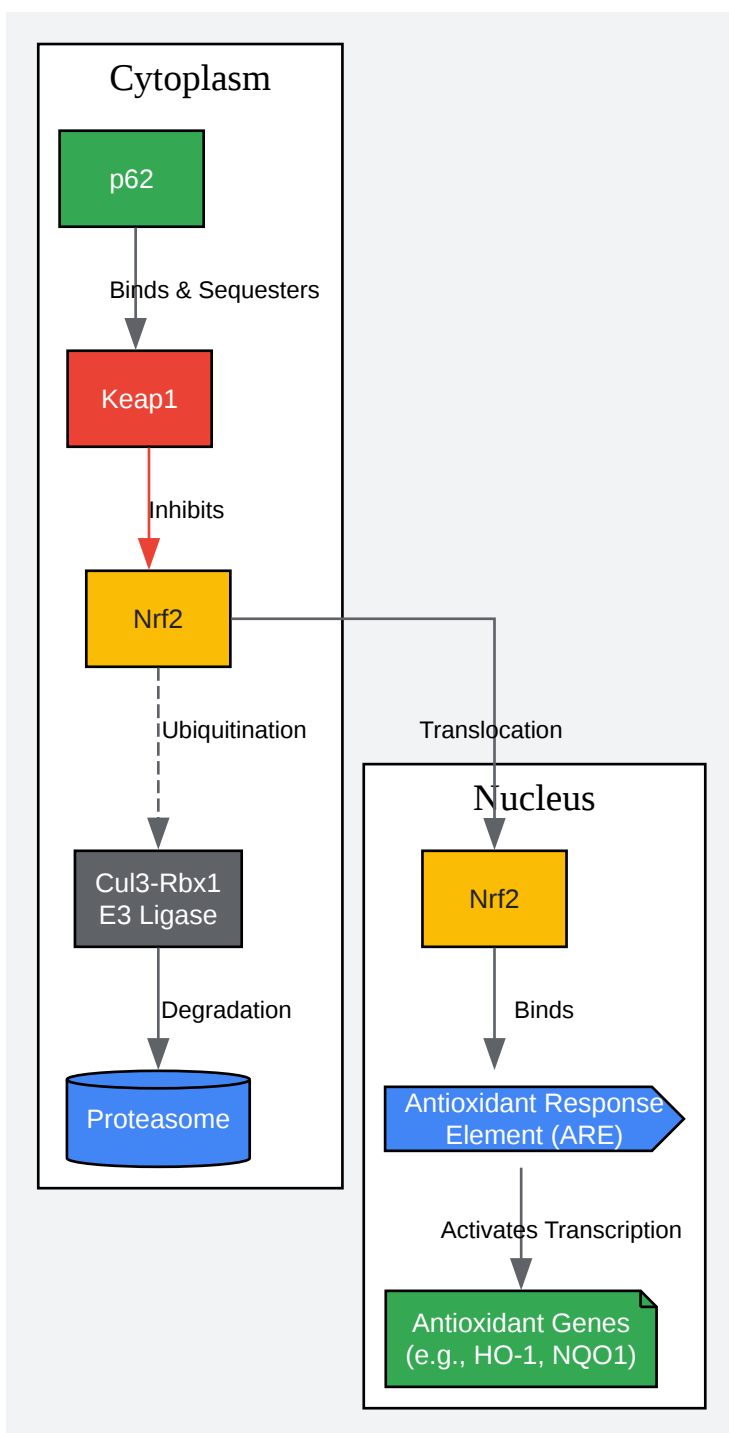 Cytoplasm
p62
Binds & Sequesters
Keap1
Inhibits
Nrf2
Ubiquitination
Cul3-Rbx1
E3 Ligase
Degradation
Proteasome
Translocation
Nucleus
Nrf2
Binds
Antioxidant Response
Element (ARE)
Activates Transcription
Antioxidant Genes
(e.g., HO-1, NQO1)